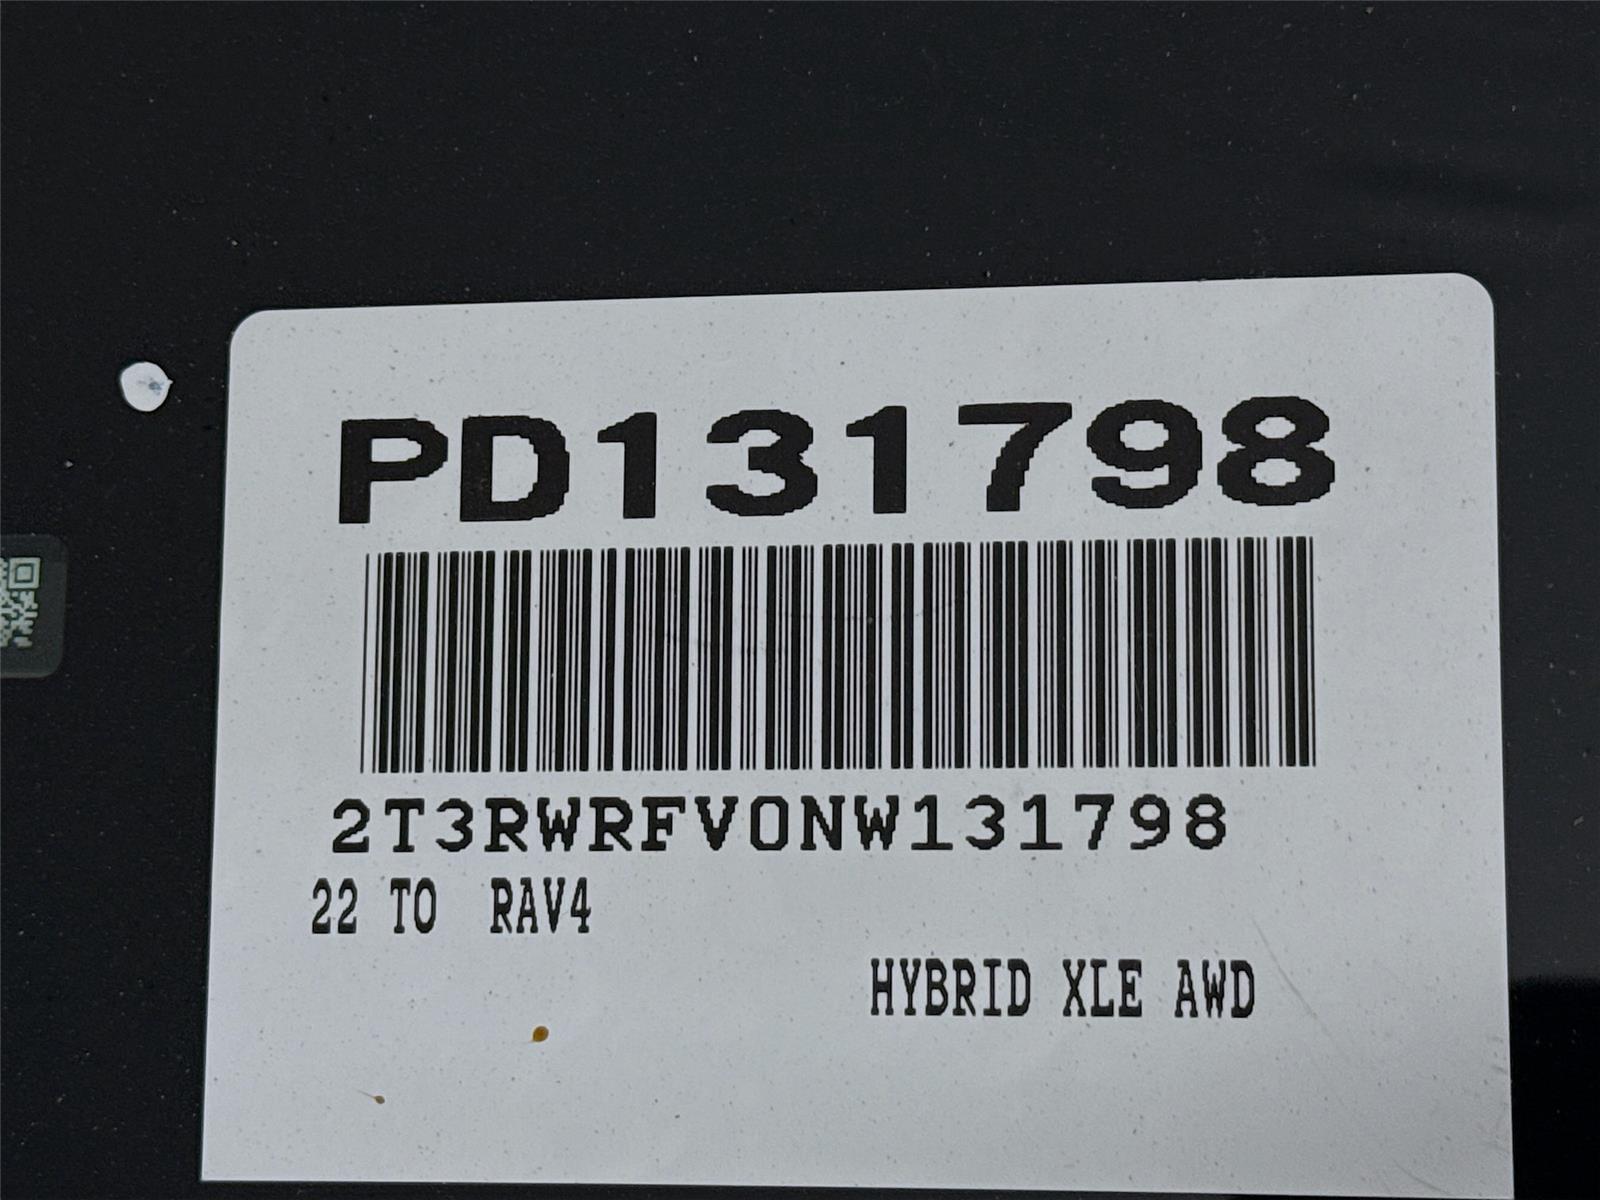 PD131798
2T3RWRFV0NW131798
22 TO RAV4
HYBRID XLE AWD